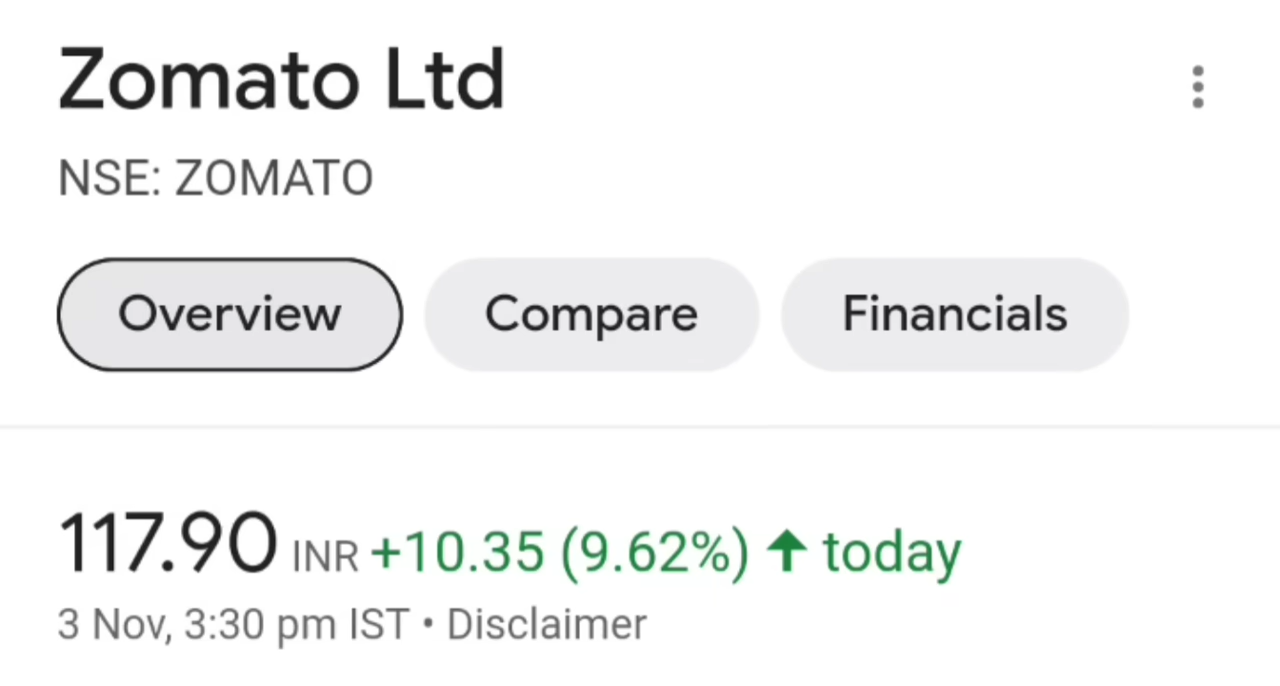 Zomato Ltd
NSE: ZOMATO
Overview Compare Financials
117.90 INR +10.35 (9.62%) ↑ today
3 Nov, 3:30 pm IST • Disclaimer